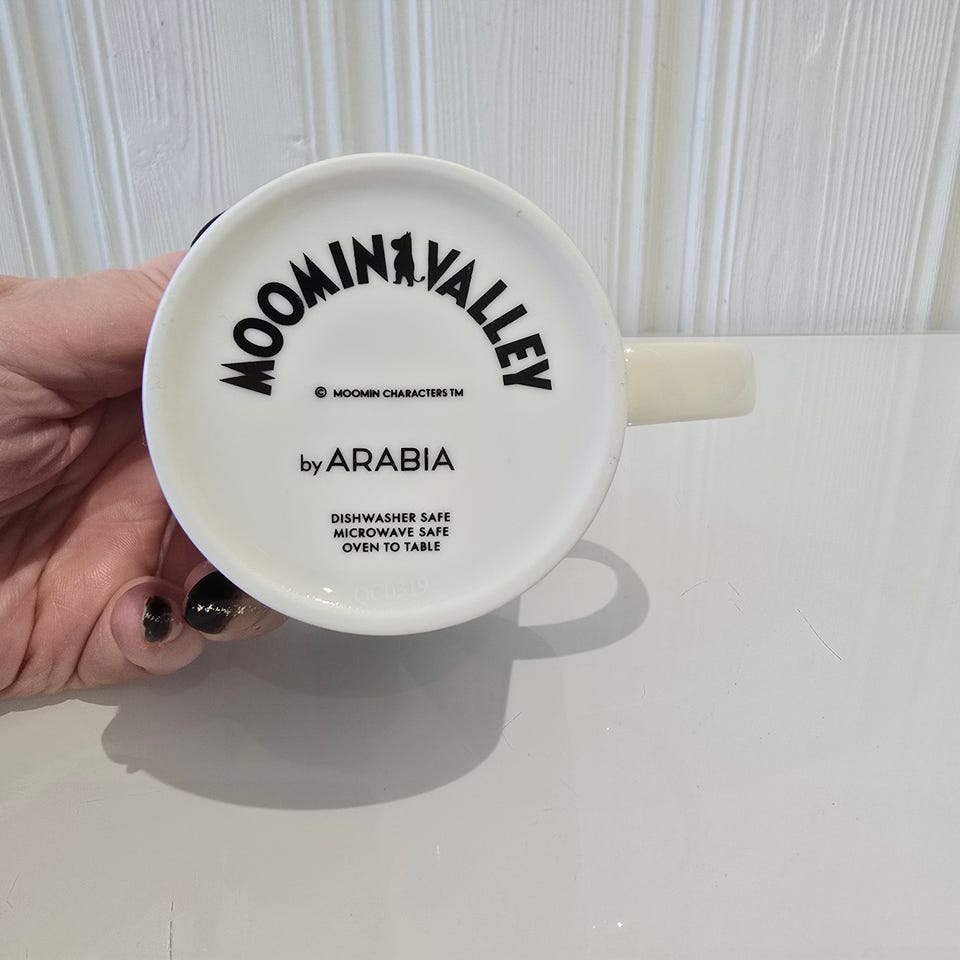 MOOMINVALLEY
© MOOMIN CHARACTERS TM
by ARABIA
DISHWASHER SAFE
MICROWAVE SAFE
OVEN TO TABLE